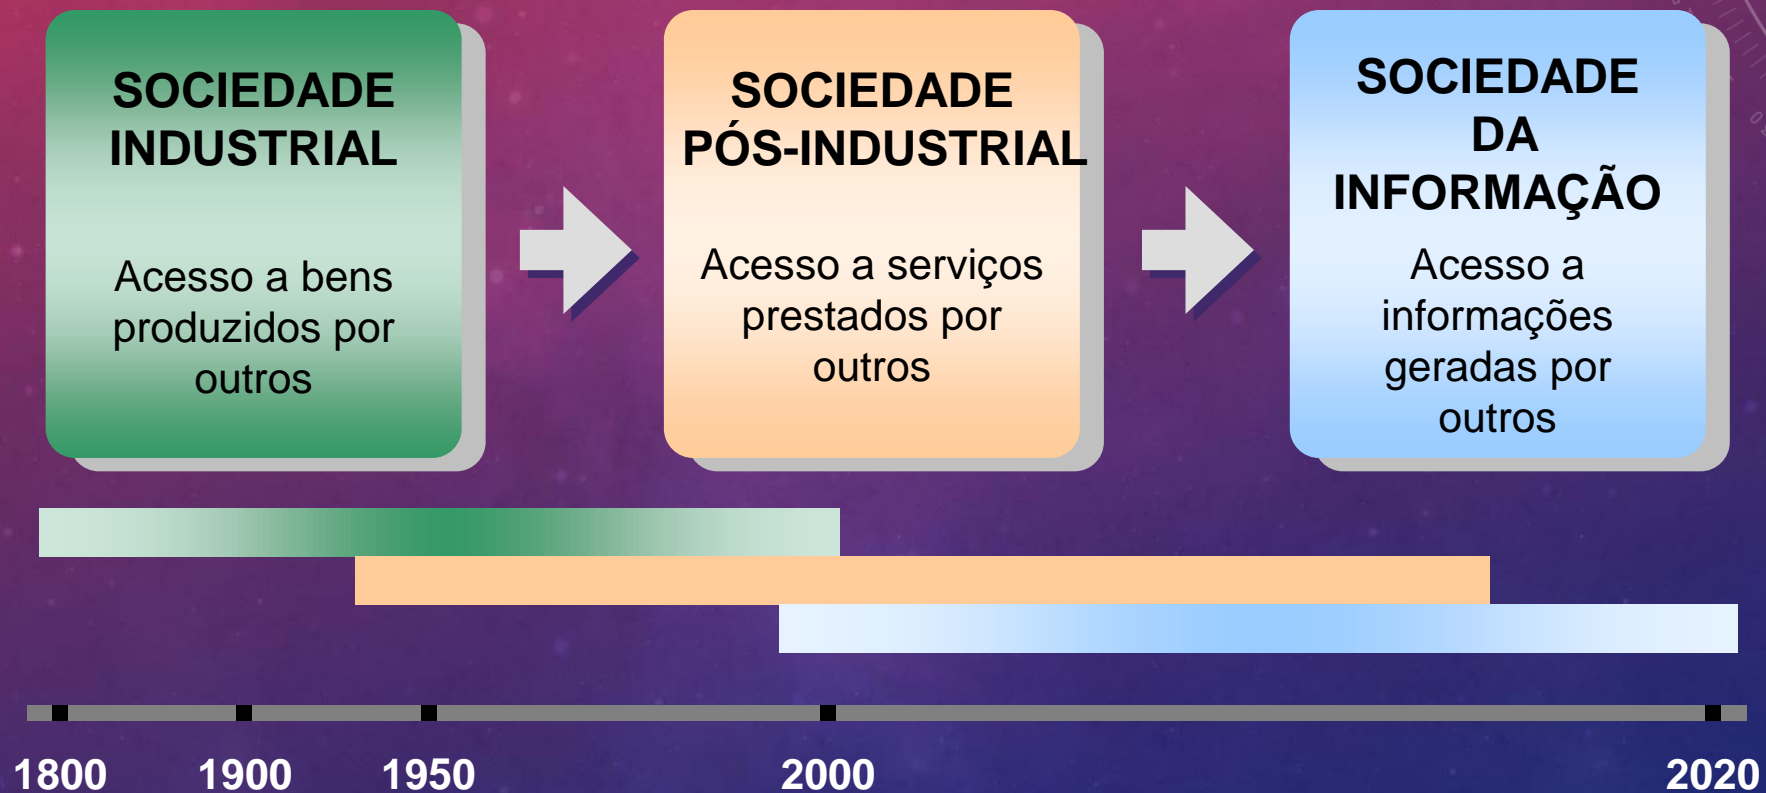 SOCIEDADE
INDUSTRIAL
Acesso a bens
produzidos por
outros
SOCIEDADE
PÓS-INDUSTRIAL
Acesso a serviços
prestados por
outros
SOCIEDADE
DA
INFORMAÇÃO
Acesso a
informações
geradas por
outros
1800
1900
1950
2000
2020